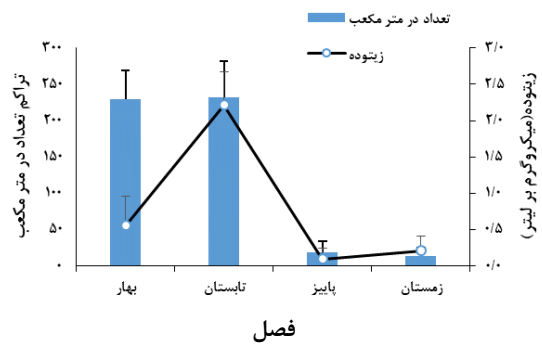 تعداد در متر مکعب
زیتوده
تراکم تعداد در متر مکعب
۳۰۰
۲۵۰
۲۰۰
۱۵۰
۱۰۰
۵۰
۰
۳/۰
۲/۵
۲/۰
۱/۵
۱/۰
۰/۵
۰/۰
زیتوده(میکروگرم بر لیتر)
بهار تابستان پاییز زمستان
فصل